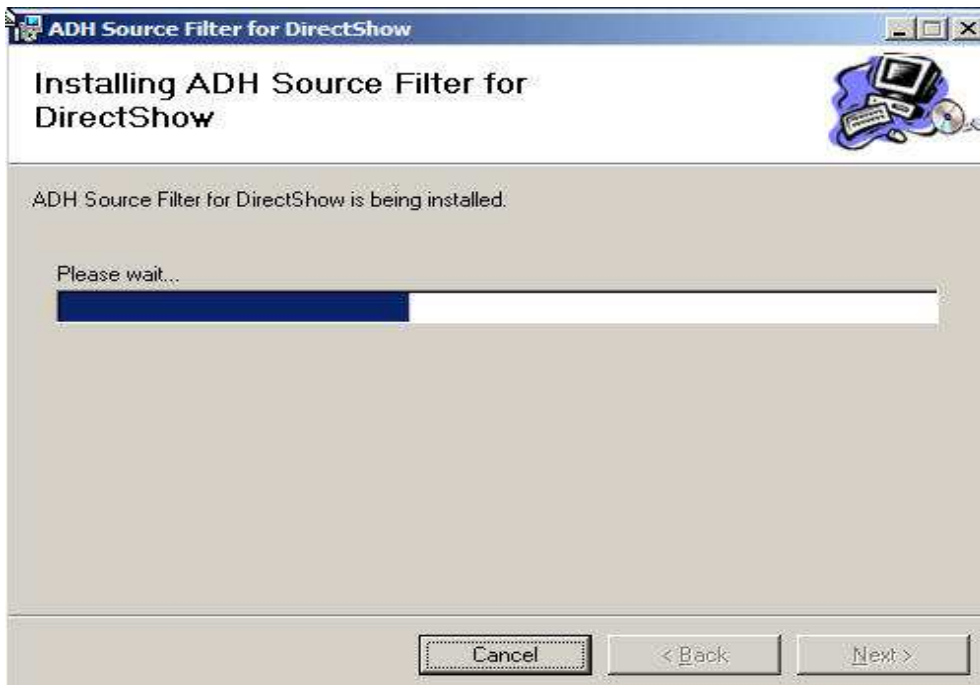 ADH Source Filter for DirectShow
Installing ADH Source Filter for
DirectShow
ADH Source Filter for DirectShow is being installed.
Please wait...
Cancel
< Back
Next >